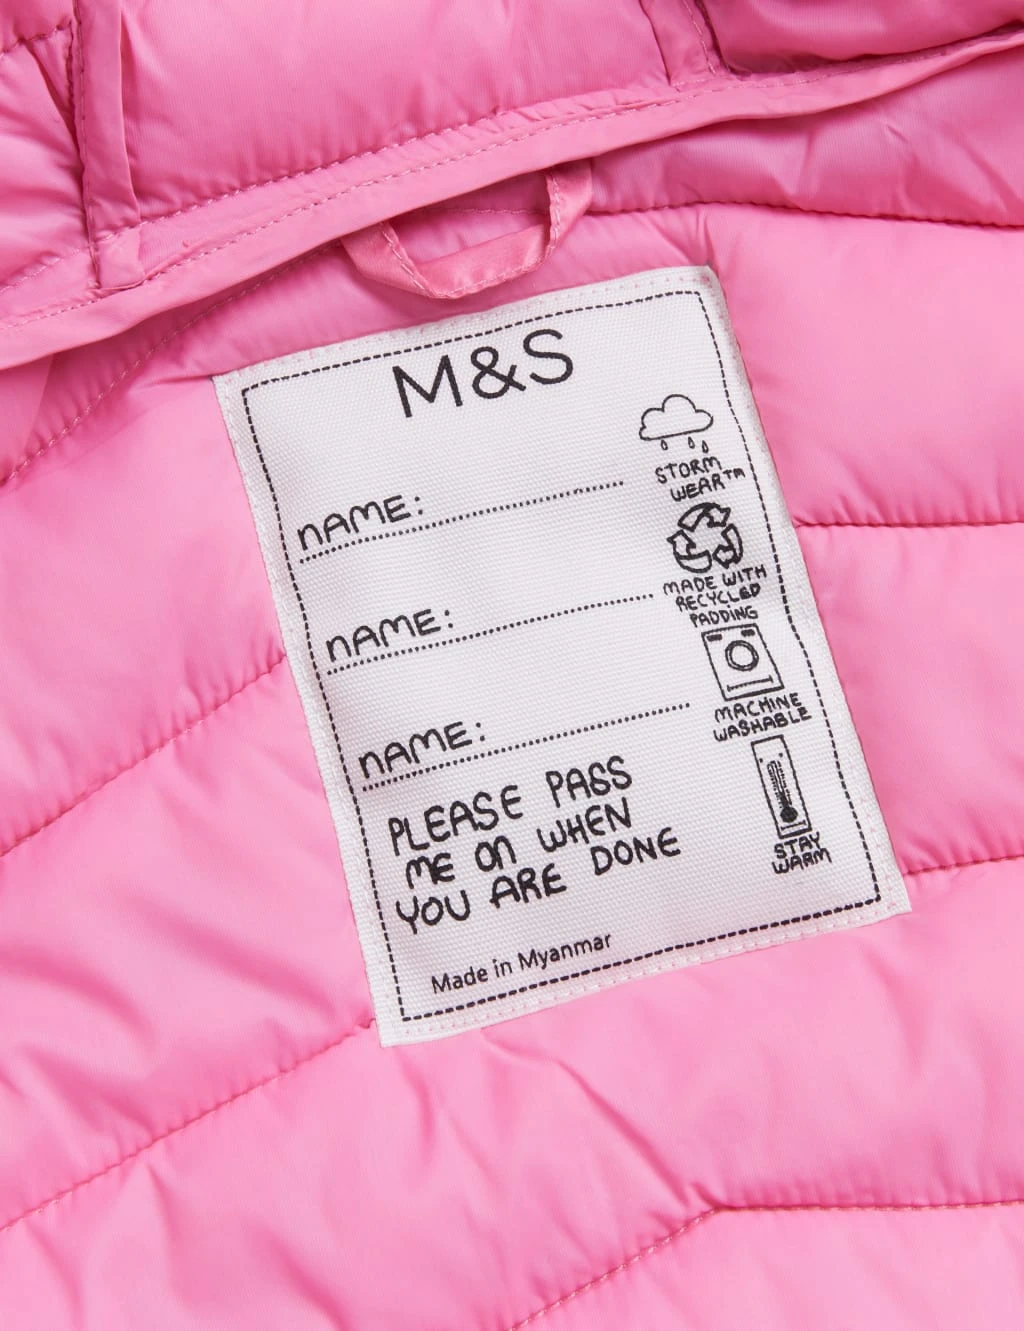 M&S
NAME:
NAME:
NAME:
PLEASE PASS
ME ON WHEN
YOU ARE DONE
Made in Myanmar
STORM
WEAR™
MADE WITH
RECYCLED
PADDING
MACHINE
WASHABLE
STAY
WARM